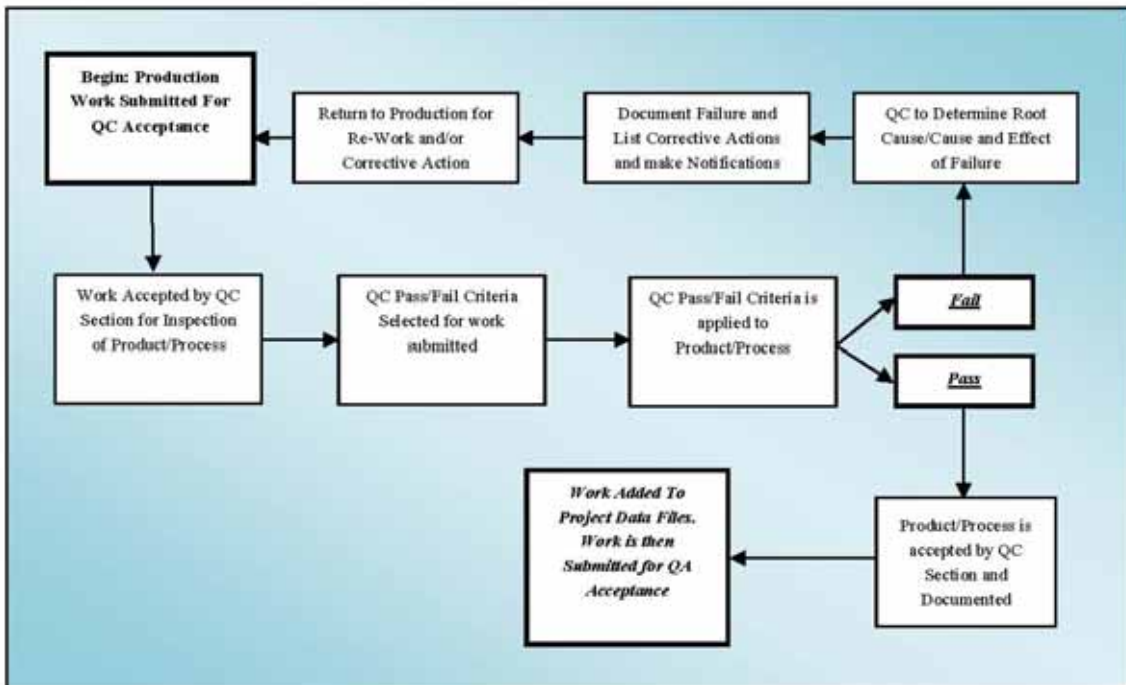 Begin: Production
Work Submitted For
QC Acceptance
Return to Production for
Re-Work and/or
Corrective Action
Document Failure and
List Corrective Actions
and make Notifications
QC to Determine Root
Cause/Cause and Effect
of Failure
Work Accepted by QC
Section for Inspection
of Product/Process
QC Pass/Fail Criteria
Selected for work
submitted
QC Pass/Fail Criteria is
applied to
Product/Process
Fail
Pass
Work Added To
Project Data Files.
Work is then
Submitted for QA
Acceptance
Product/Process is
accepted by QC
Section and
Documented